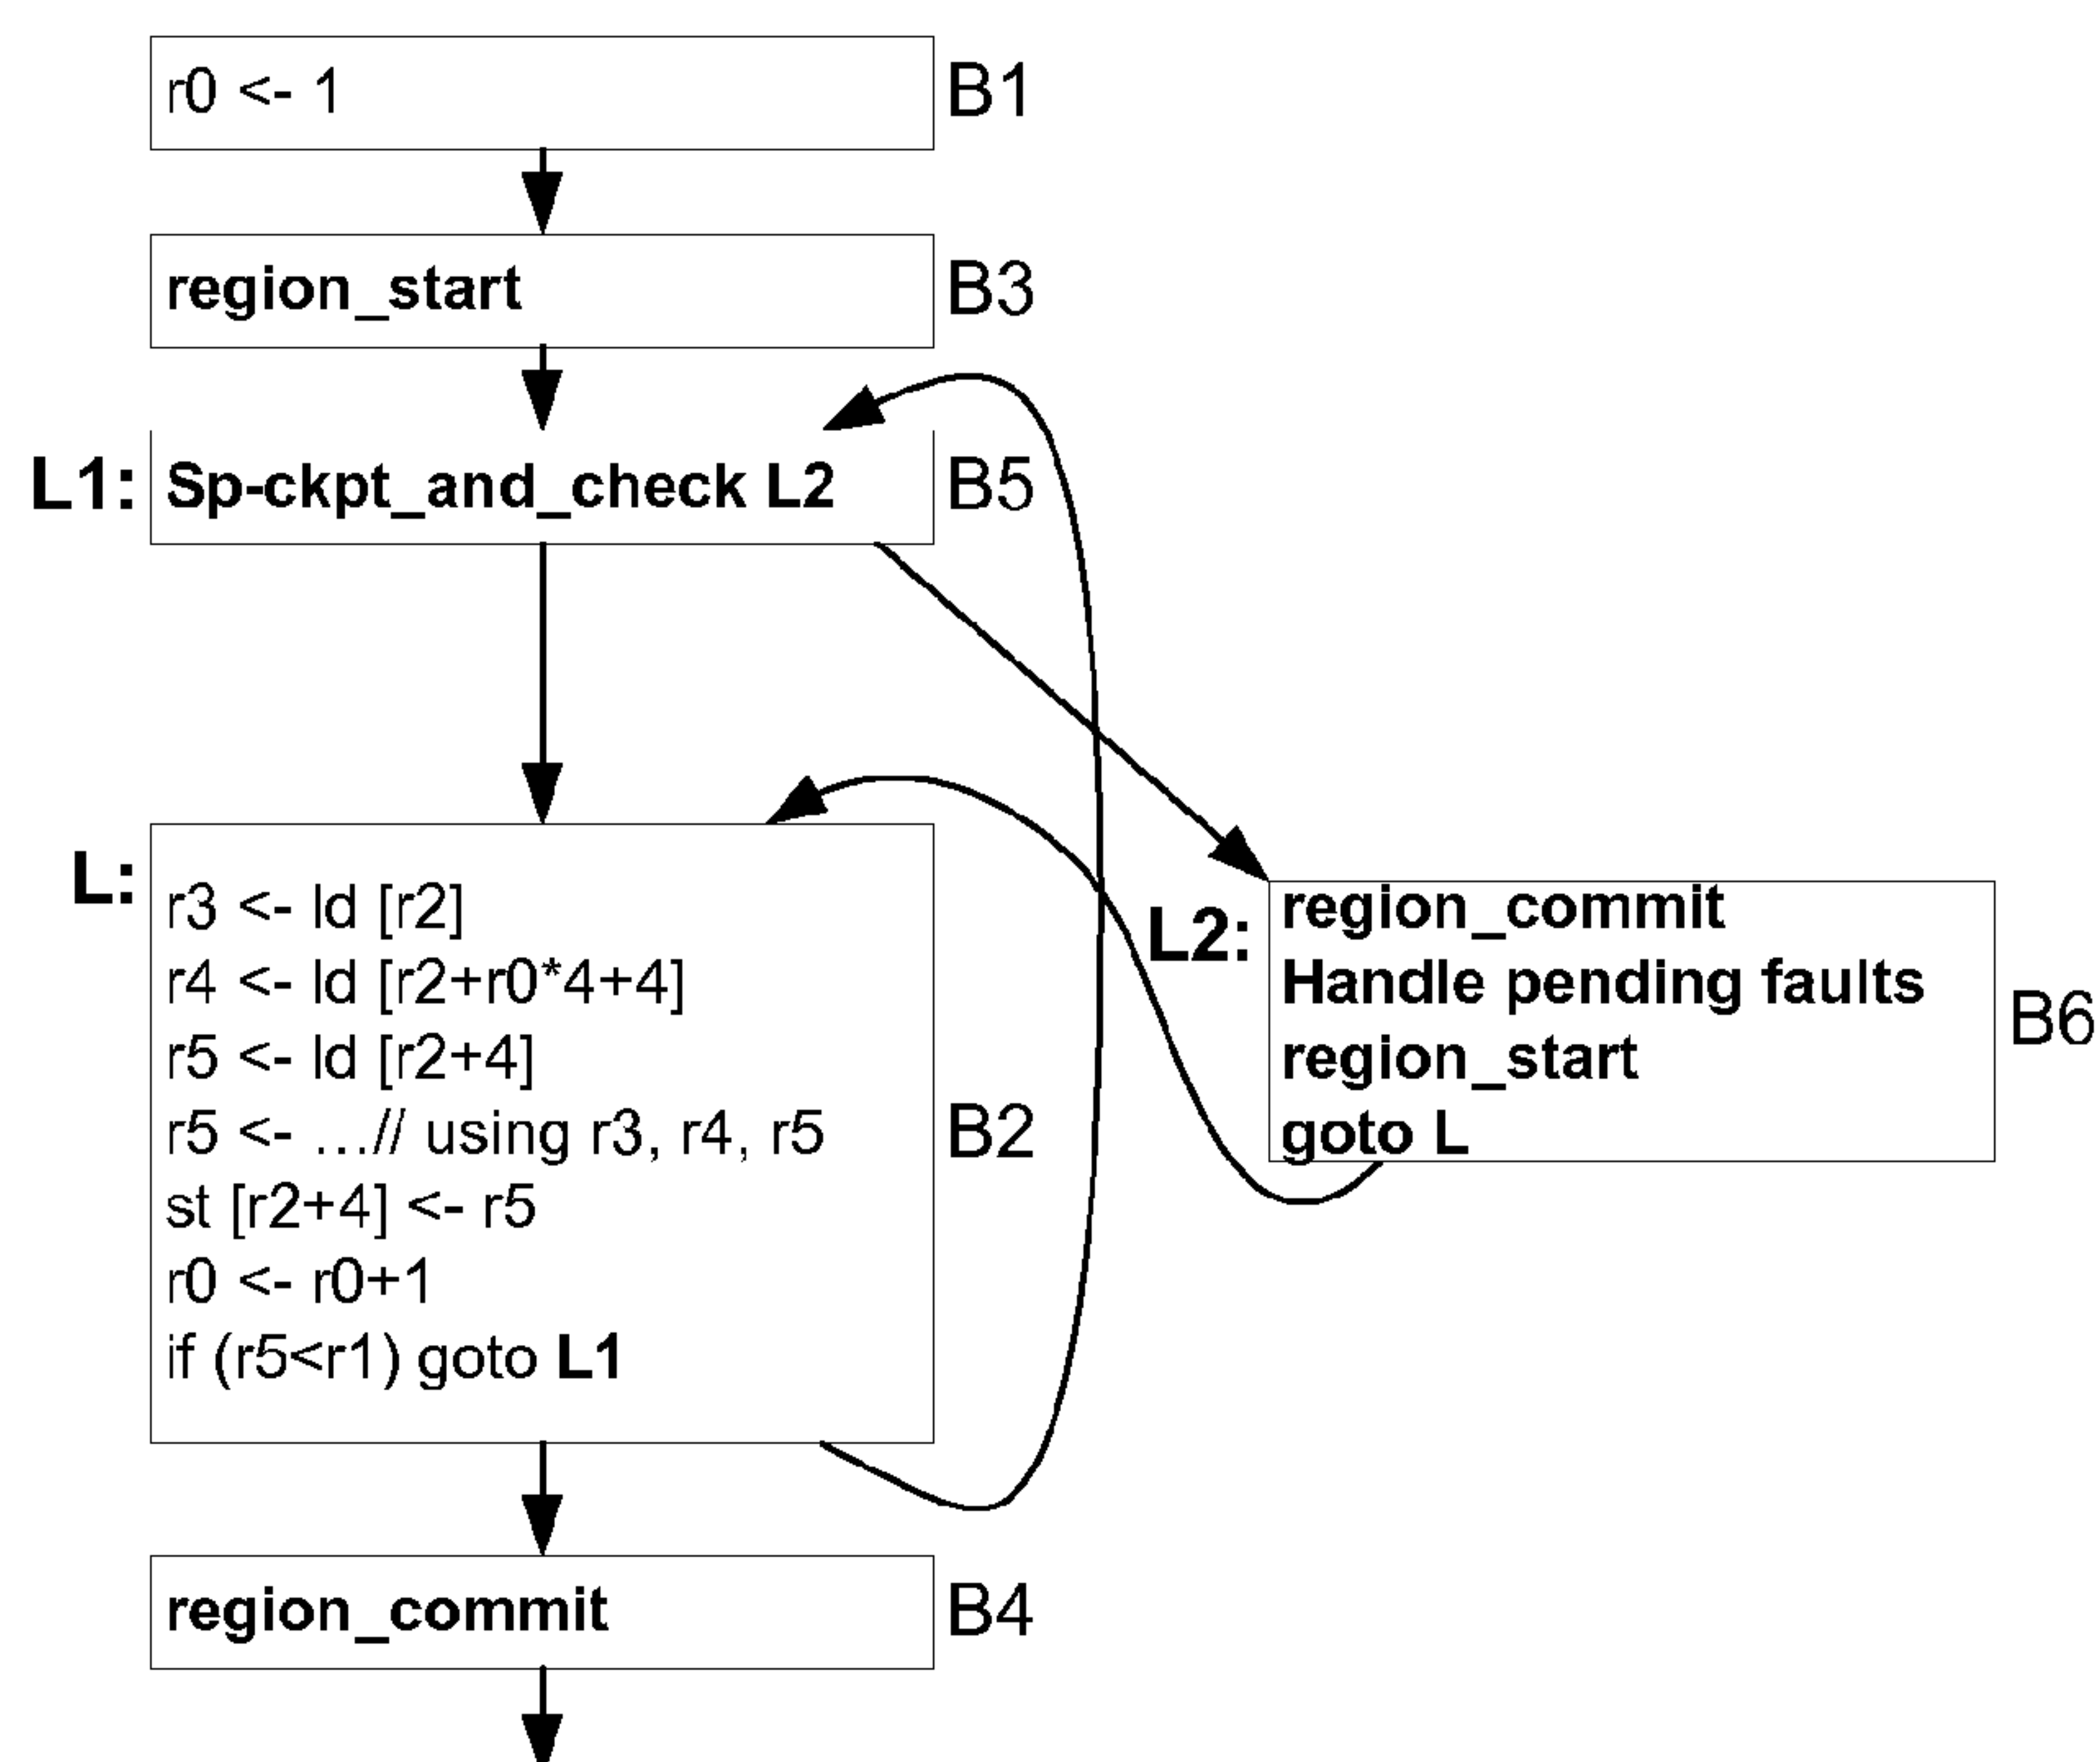 r0 <- 1
B1
region_start
B3
L1: Sp-ckpt_and_check L2
B5
L:
r3 <- ld [r2]
r4 <- ld [r2+r0*4+4]
r5 <- ld [r2+4]
r5 <- ...// using r3, r4, r5
st [r2+4] <- r5
r0 <- r0+1
if (r5<r1) goto L1
B2
L2:
region_commit
Handle pending faults
region_start
goto L
B6
region_commit
B4